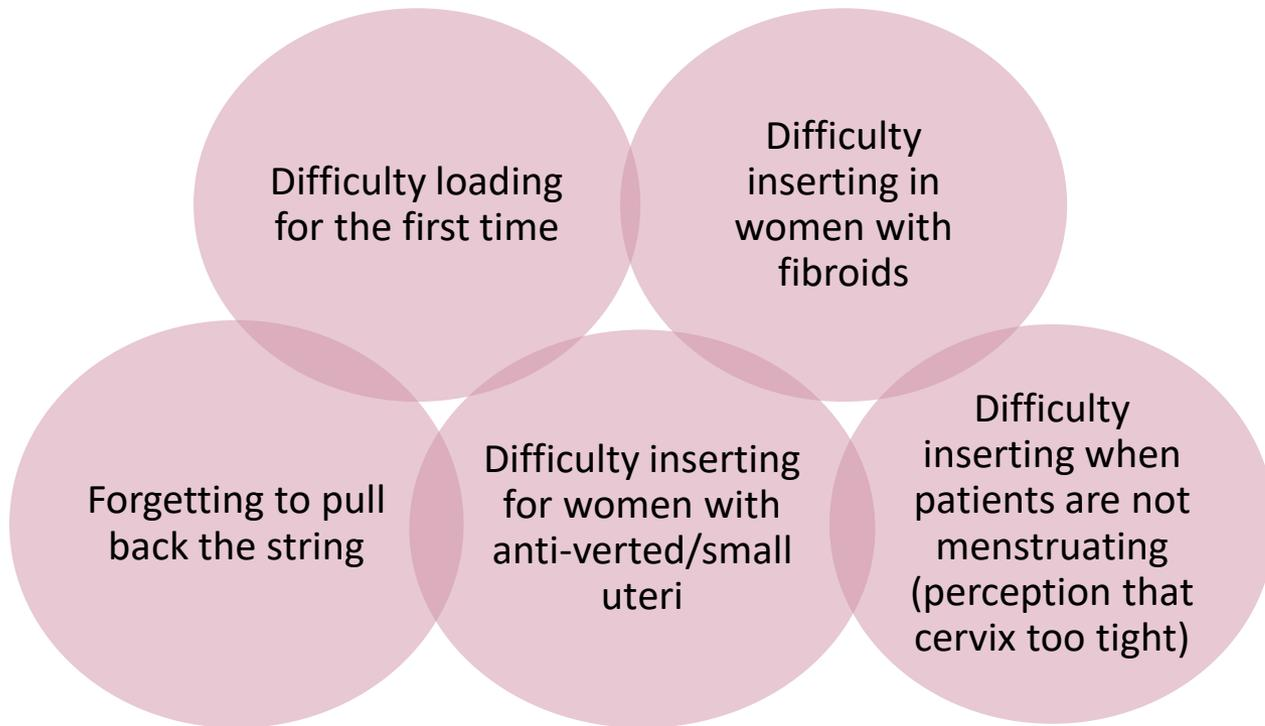 Difficulty loading
for the first time
Difficulty
inserting in
women with
fibroids
Forgetting to pull
back the string
Difficulty inserting
for women with
anti-verted/small
uteri
Difficulty
inserting when
patients are not
menstruating
(perception that
cervix too tight)